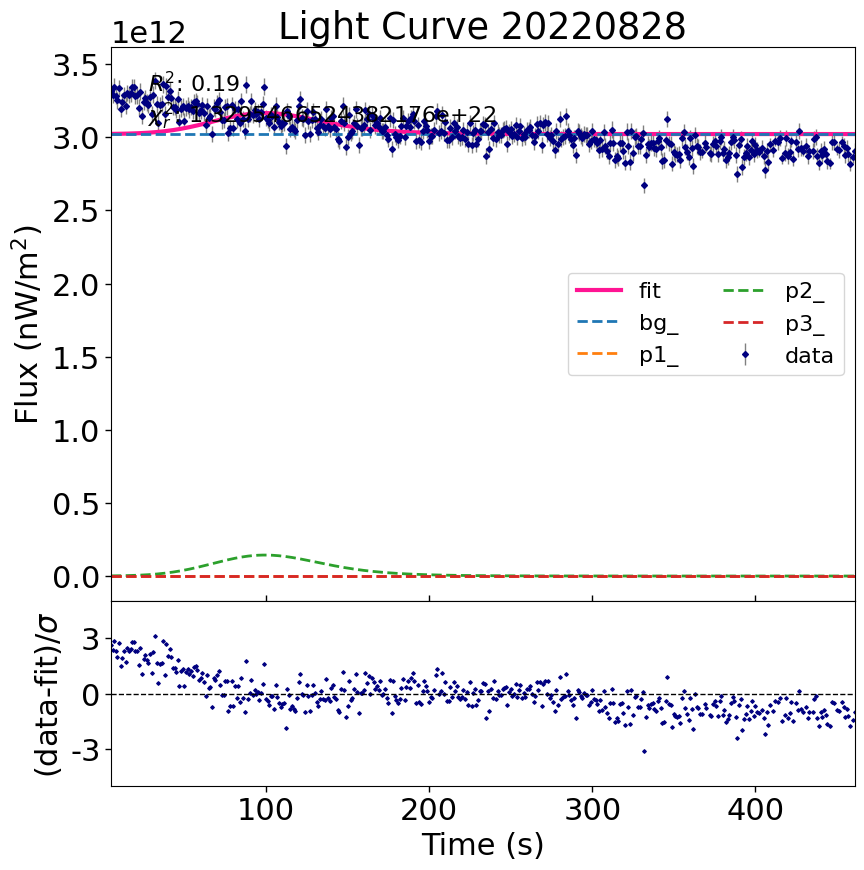 Light Curve 20220828
1e12
R²: 0.19
3.5
3.0
2.5
2.0
1.5
1.0
0.5
0.0
Flux (nW/m²)
fit
bg_
p1_
p2_
p3_
data
(data-fit)/σ
3
0
-3
100 200 300 400
Time (s)